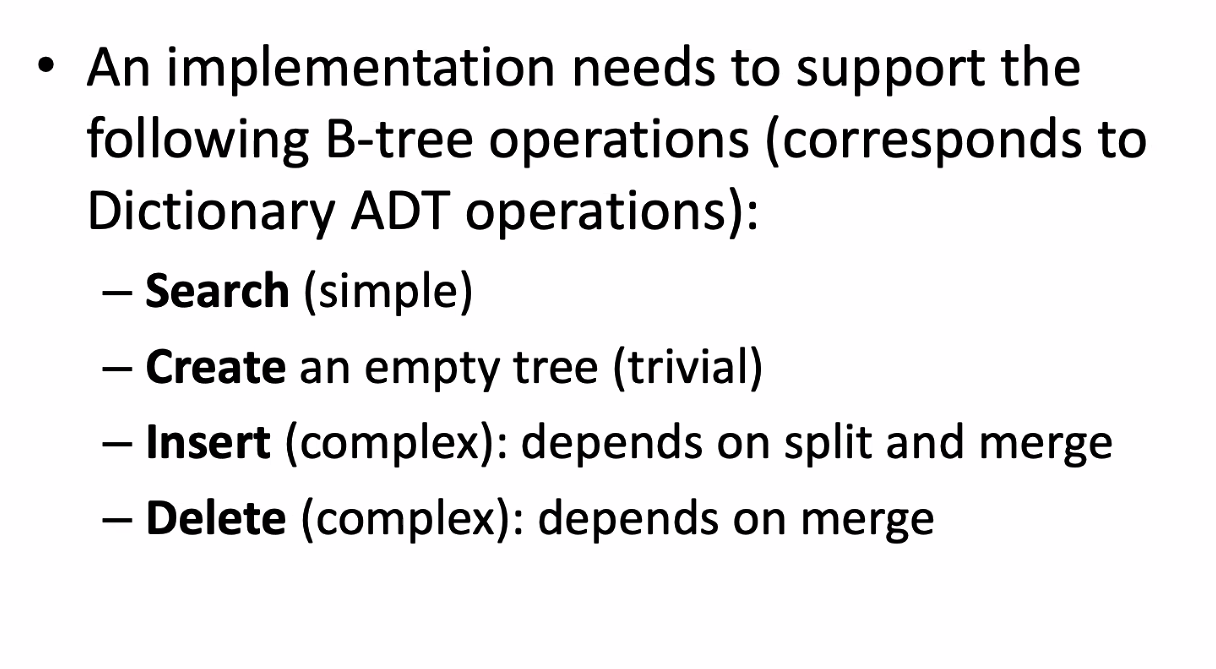 • An implementation needs to support the
following B-tree operations (corresponds to
Dictionary ADT operations):
– Search (simple)
– Create an empty tree (trivial)
– Insert (complex): depends on split and merge
– Delete (complex): depends on merge